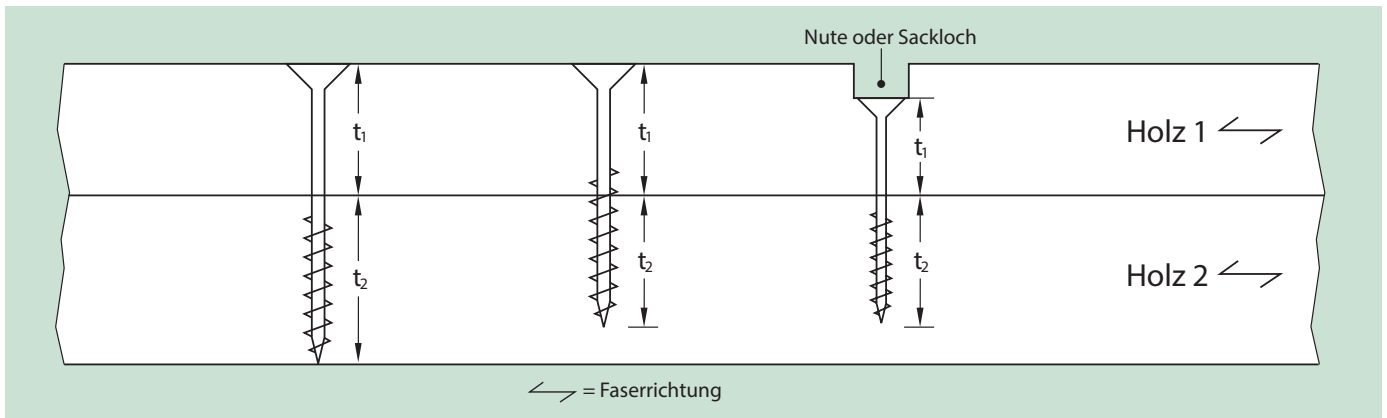 Nute oder Sackloch
t₁
t₁
t₁
Holz 1
t₂
t₂
t₂
Holz 2
= Faserrichtung